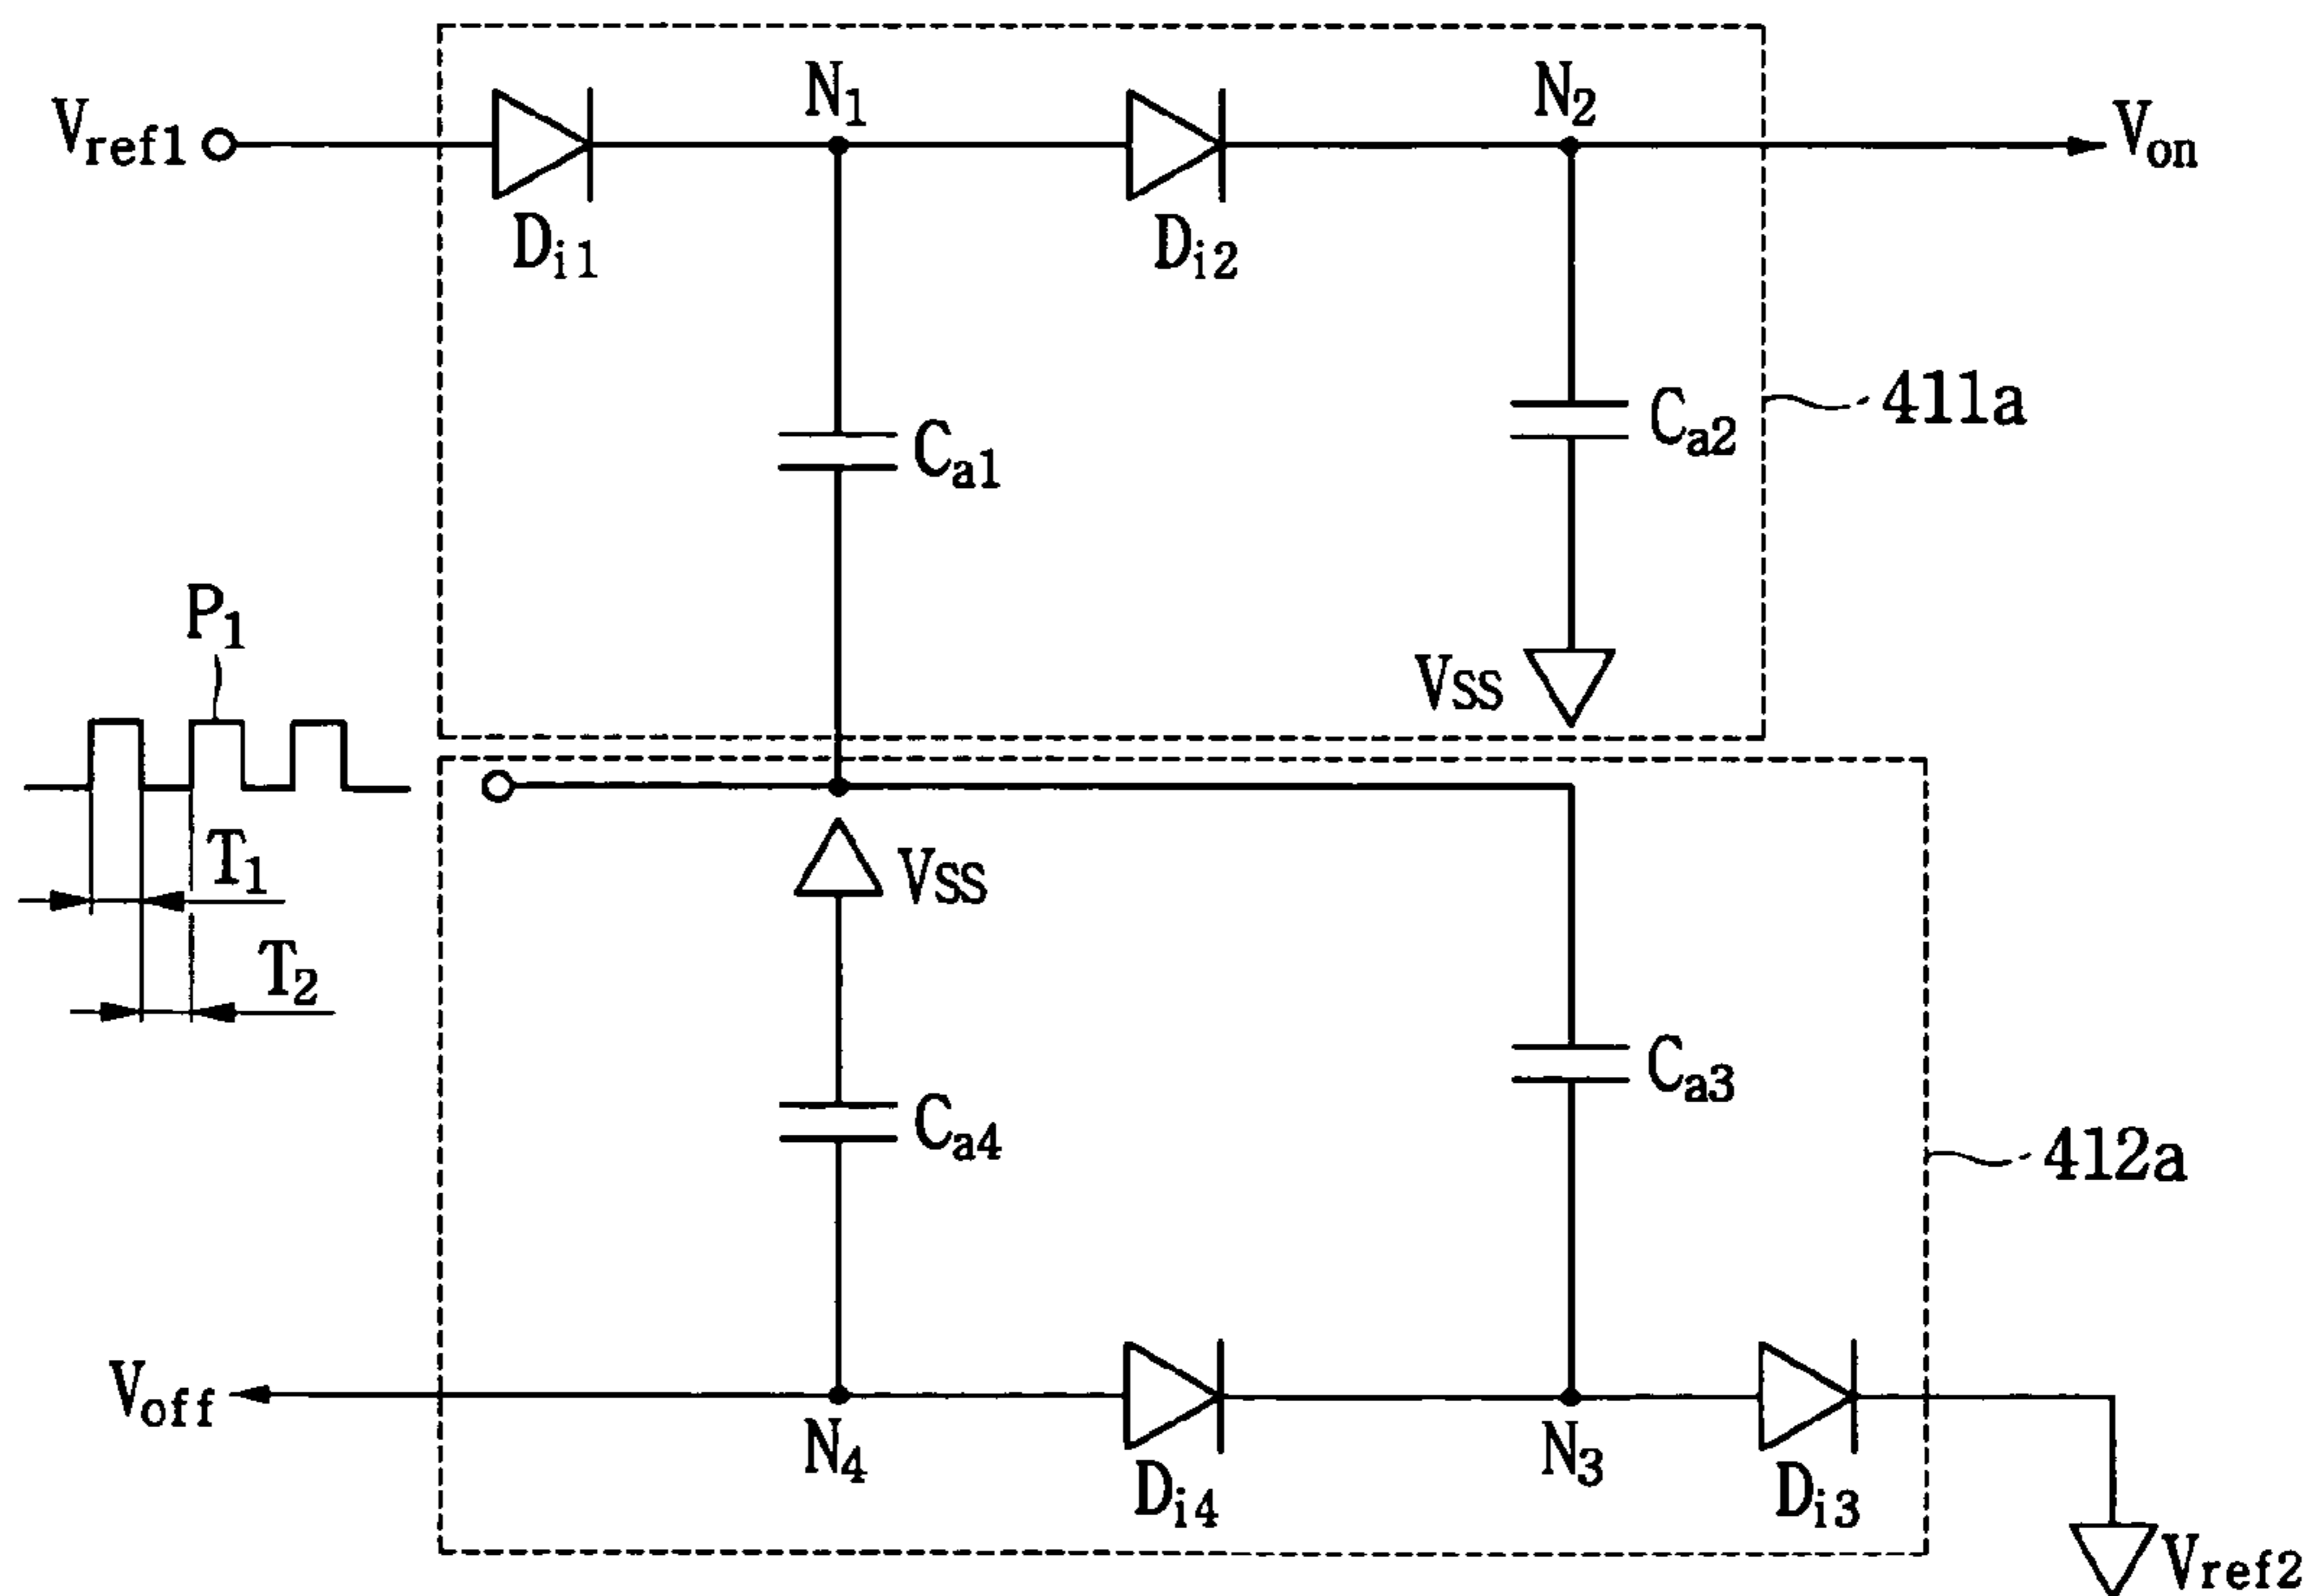 N1
N2
Vref1
Von
Di1
Di2
411a
Ca1
Ca2
P1
VSS
T1
VSS
T2
Ca3
Ca4
412a
Voff
N4
N3
Di4
Di3
Vref2